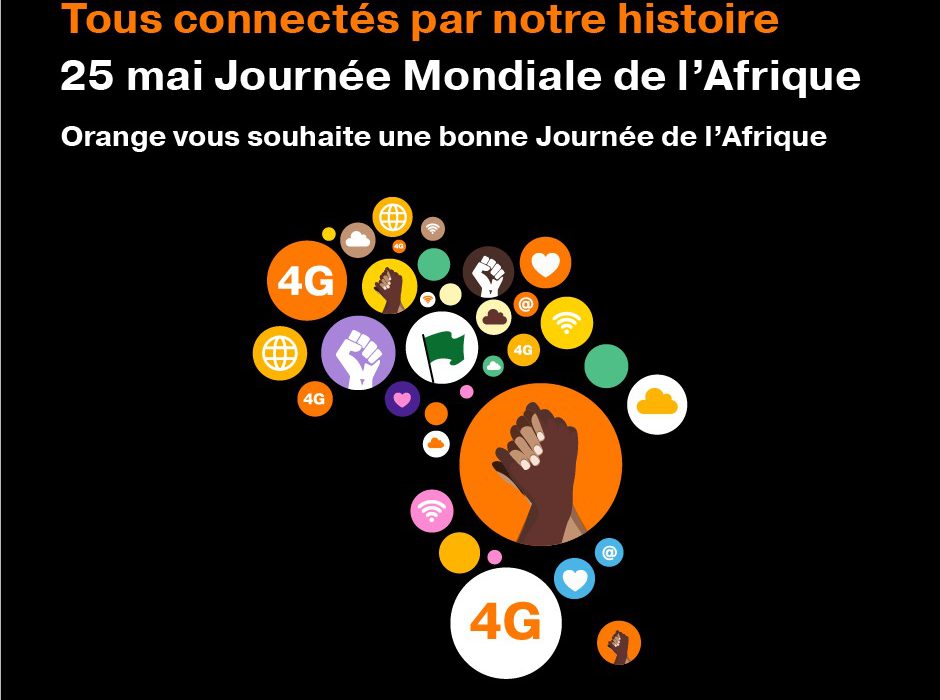 Tous connectés par notre histoire
25 mai Journée Mondiale de l’Afrique
Orange vous souhaite une bonne Journée de l’Afrique
4G
4G
@
4G
4G
@
4G